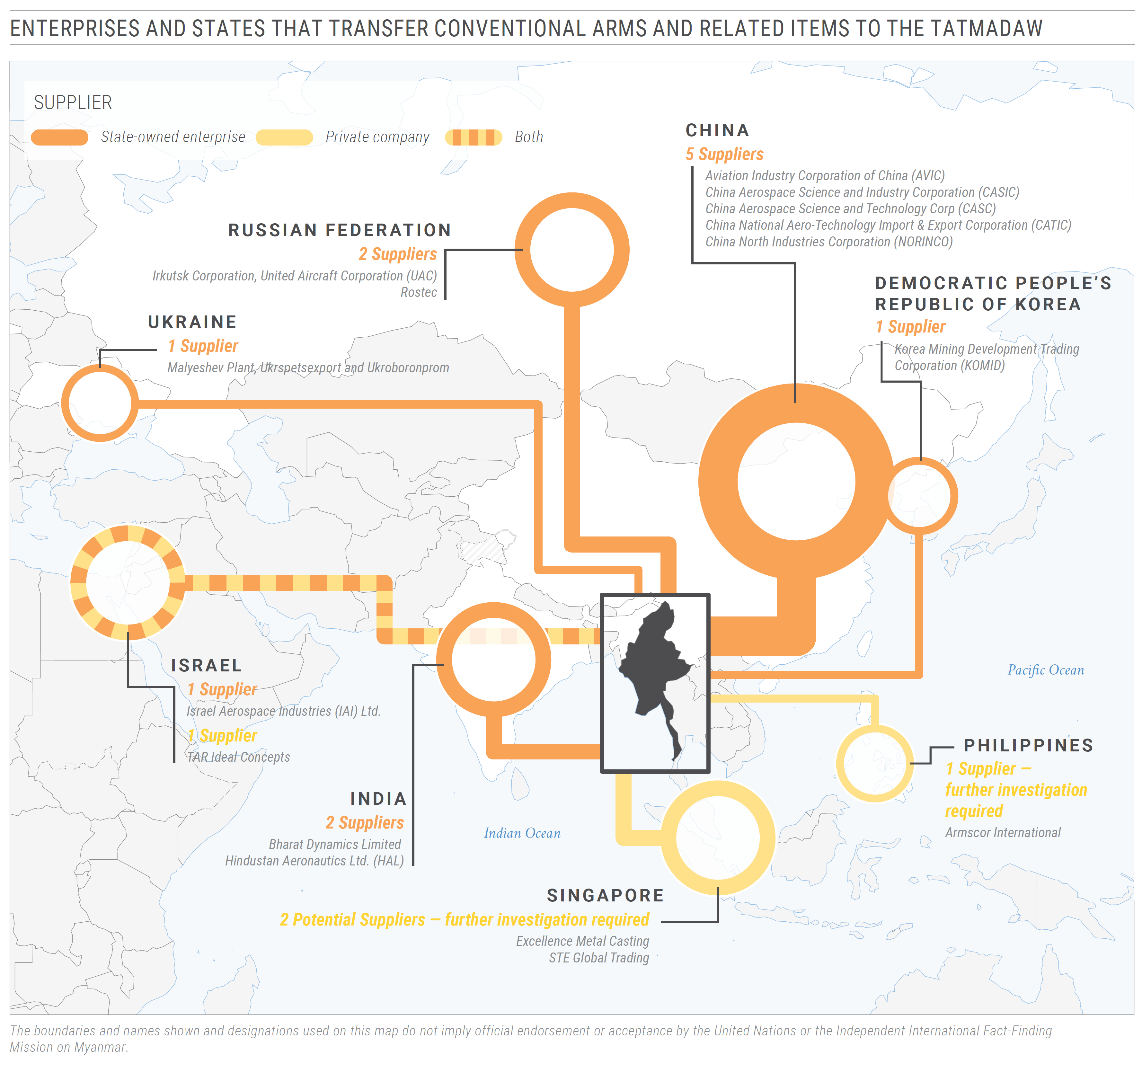 ENTERPRISES AND STATES THAT TRANSFER CONVENTIONAL ARMS AND RELATED ITEMS TO THE TATMADAW
SUPPLIER
State-owned enterprise
Private company
Both
CHINA
5 Suppliers
Aviation Industry Corporation of China (AVIC)
China Aerospace Science and Industry Corporation (CASIC)
China Aerospace Science and Technology Corp (CASC)
China National Aero-Technology Import & Export Corporation (CATIC)
China North Industries Corporation (NORINCO)
RUSSIAN FEDERATION
2 Suppliers
Irkutsk Corporation, United Aircraft Corporation (UAC)
Rostec
DEMOCRATIC PEOPLE'S
REPUBLIC OF KOREA
1 Supplier
Korea Mining Development Trading
Corporation (KOMID)
UKRAINE
1 Supplier
Malyeshev Plant, Ukrspetsexport and Ukroboronprom
ISRAEL
1 Supplier
Israel Aerospace Industries (IAI) Ltd.
1 Supplier
TAR Ideal Concepts
Pacific Ocean
PHILIPPINES
1 Supplier —
further investigation
required
Armscor International
INDIA
2 Suppliers
Bharat Dynamics Limited
Hindustan Aeronautics Ltd. (HAL)
Indian Ocean
SINGAPORE
2 Potential Suppliers — further investigation required
Excellence Metal Casting
STE Global Trading
The boundaries and names shown and designations used on this map do not imply official endorsement or acceptance by the United Nations or the Independent International Fact-Finding
Mission on Myanmar.